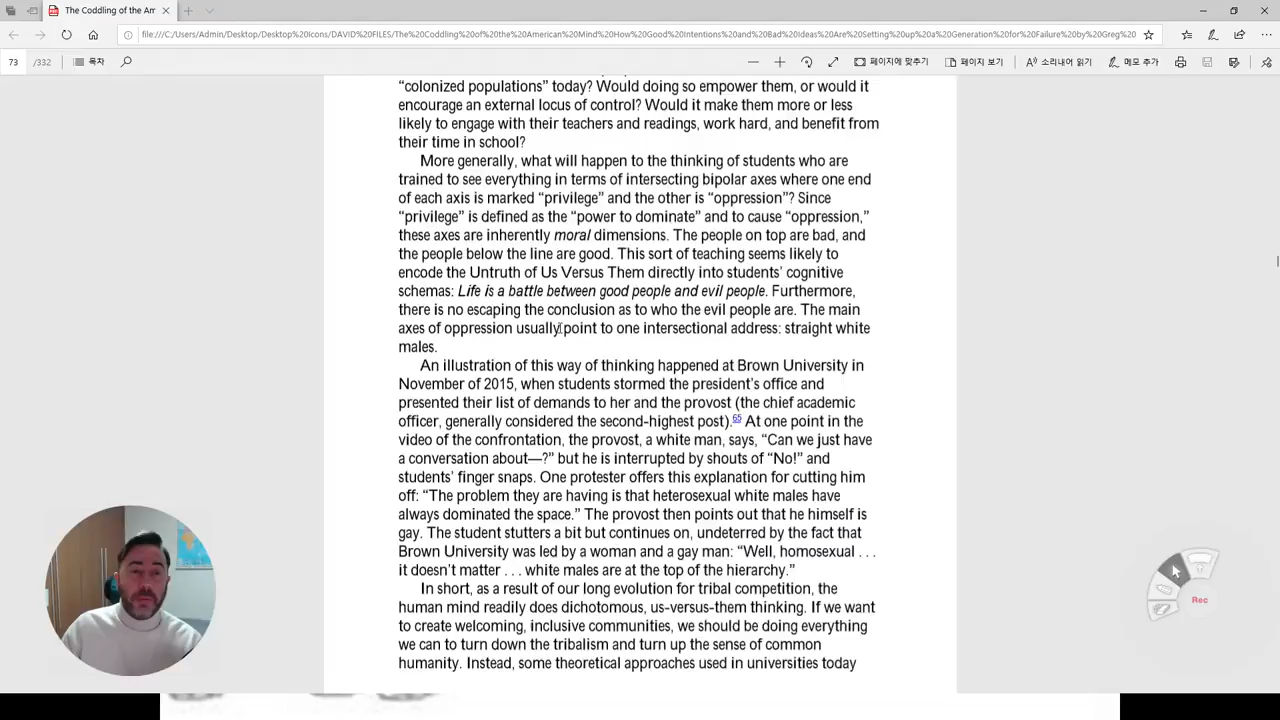 The Coddling of the Am
file:///C:/Users/Admin/Desktop/Desktop%20Icons/DAVID%20FILES/The%20Coddling%20of%20the%20American%20Mind%20How%20Good%20Intentions%20and%20Bad%20Ideas%20Are%20Setting%20up%20a%20Generation%20for%20Failure%20by%20Greg%20
73 /332 목차 페이지에 맞추기 페이지 보기 소리내어 읽기 메모 추가
“colonized populations” today? Would doing so empower them, or would it
encourage an external locus of control? Would it make them more or less
likely to engage with their teachers and readings, work hard, and benefit from
their time in school?
More generally, what will happen to the thinking of students who are
trained to see everything in terms of intersecting bipolar axes where one end
of each axis is marked “privilege” and the other is “oppression”? Since
“privilege” is defined as the “power to dominate” and to cause “oppression,”
these axes are inherently moral dimensions. The people on top are bad, and
the people below the line are good. This sort of teaching seems likely to
encode the Untruth of Us Versus Them directly into students’ cognitive
schemas: Life is a battle between good people and evil people. Furthermore,
there is no escaping the conclusion as to who the evil people are. The main
axes of oppression usually point to one intersectional address: straight white
males.
An illustration of this way of thinking happened at Brown University in
November of 2015, when students stormed the president’s office and
presented their list of demands to her and the provost (the chief academic
officer, generally considered the second-highest post).65 At one point in the
video of the confrontation, the provost, a white man, says, “Can we just have
a conversation about—?” but he is interrupted by shouts of “No!” and
students’ finger snaps. One protester offers this explanation for cutting him
off: “The problem they are having is that heterosexual white males have
always dominated the space.” The provost then points out that he himself is
gay. The student stutters a bit but continues on, undeterred by the fact that
Brown University was led by a woman and a gay man: “Well, homosexual . . .
it doesn’t matter . . . white males are at the top of the hierarchy.”
In short, as a result of our long evolution for tribal competition, the
human mind readily does dichotomous, us-versus-them thinking. If we want
to create welcoming, inclusive communities, we should be doing everything
we can to turn down the tribalism and turn up the sense of common
humanity. Instead, some theoretical approaches used in universities today
Rec